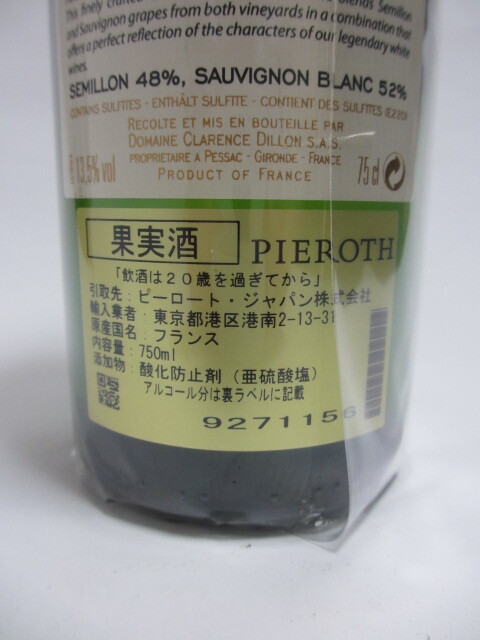 This finely crafted blends Semillon
and Sauvignon grapes from both vineyards in a combination that
offers a perfect reflection of the characters of our legendary white
wines.
SEMILLON 48%, SAUVIGNON BLANC 52%
CONTAINS SULFITES - ENTHÄLT SULFITE - CONTIENT DES SULFITES (E220)
RECOLTE ET MIS EN BOUTEILLE PAR
DOMAINE CLARENCE DILLON S.A.S.
PROPRIETAIRE A PESSAC - GIRONDE - FRANCE
13,5% vol PRODUCT OF FRANCE 75 cl
果実酒 PIEROTH
「飲酒は20歳を過ぎてから」
引取先：ピーロート・ジャパン株式会社
輸入業者：東京都港区港南2-13-31
原産国名：フランス
内容量：750ml
添加物：酸化防止剤（亜硫酸塩）
アルコール分は裏ラベルに記載
9271156